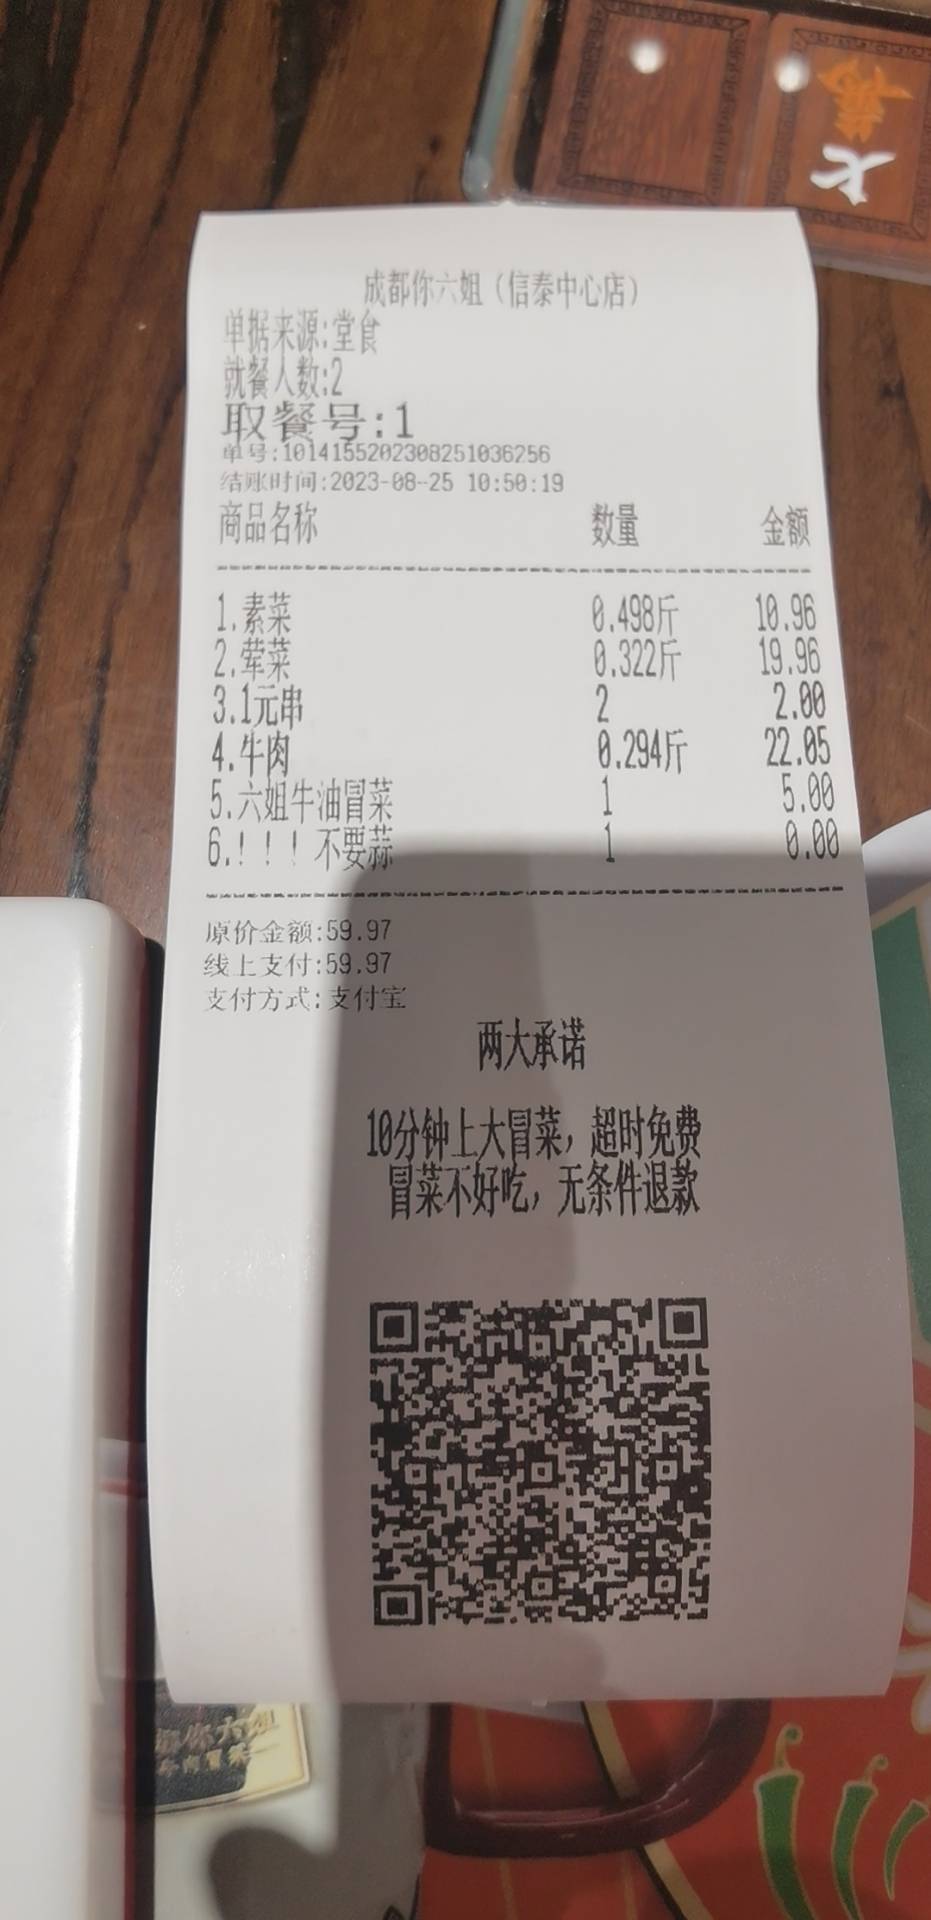 七
成都你六姐（信泰中心店）
单据来源:堂食
就餐人数:2
取餐号:1
单号:1014155202308251036256
结账时间:2023-08-25 10:50:19
商品名称 数量 金额
1.素菜 0.498斤 10.96
2.荤菜 0.322斤 19.96
3.1元串 2 2.00
4.牛肉 0.294斤 22.05
5.六姐牛油冒菜 1 5.00
6.！！！不要蒜 1 0.00
原价金额:59.97
线上支付:59.97
支付方式:支付宝
两大承诺
10分钟上大冒菜，超时免费
冒菜不好吃，无条件退款
你六姐
冒菜